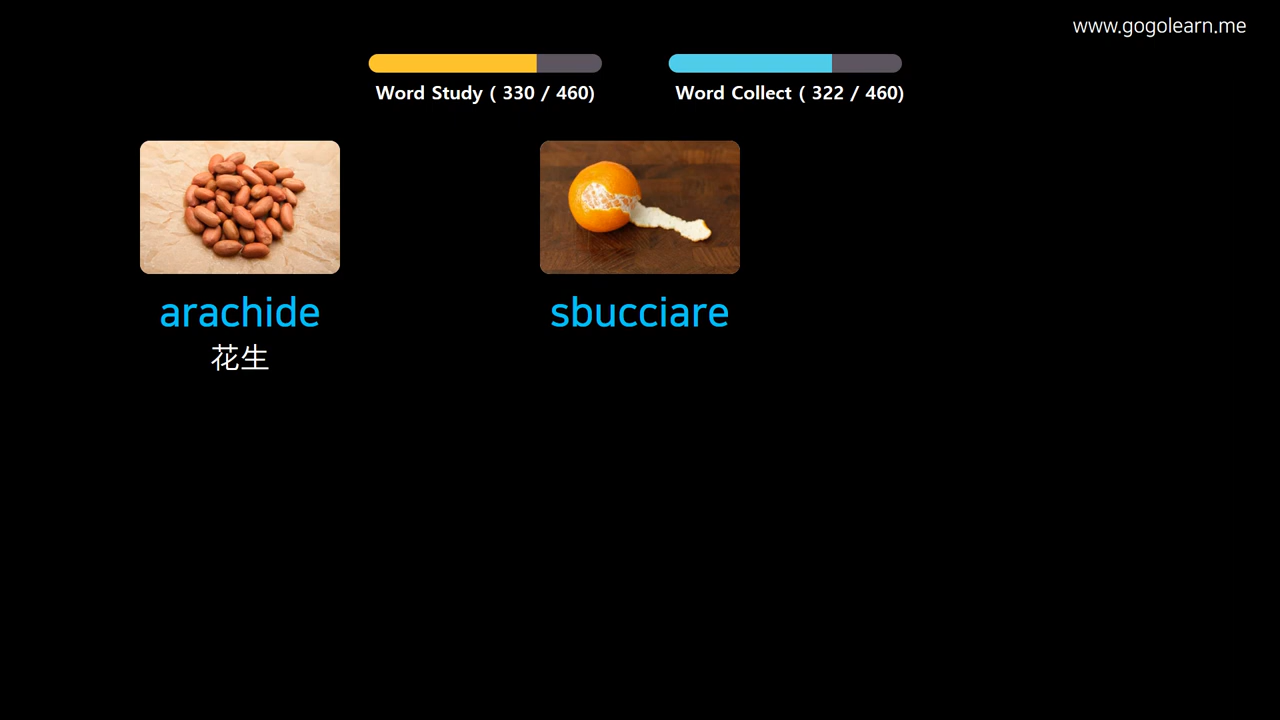 www.gogolearn.me
Word Study ( 330 / 460)
Word Collect ( 322 / 460)
arachide
花生
sbucciare